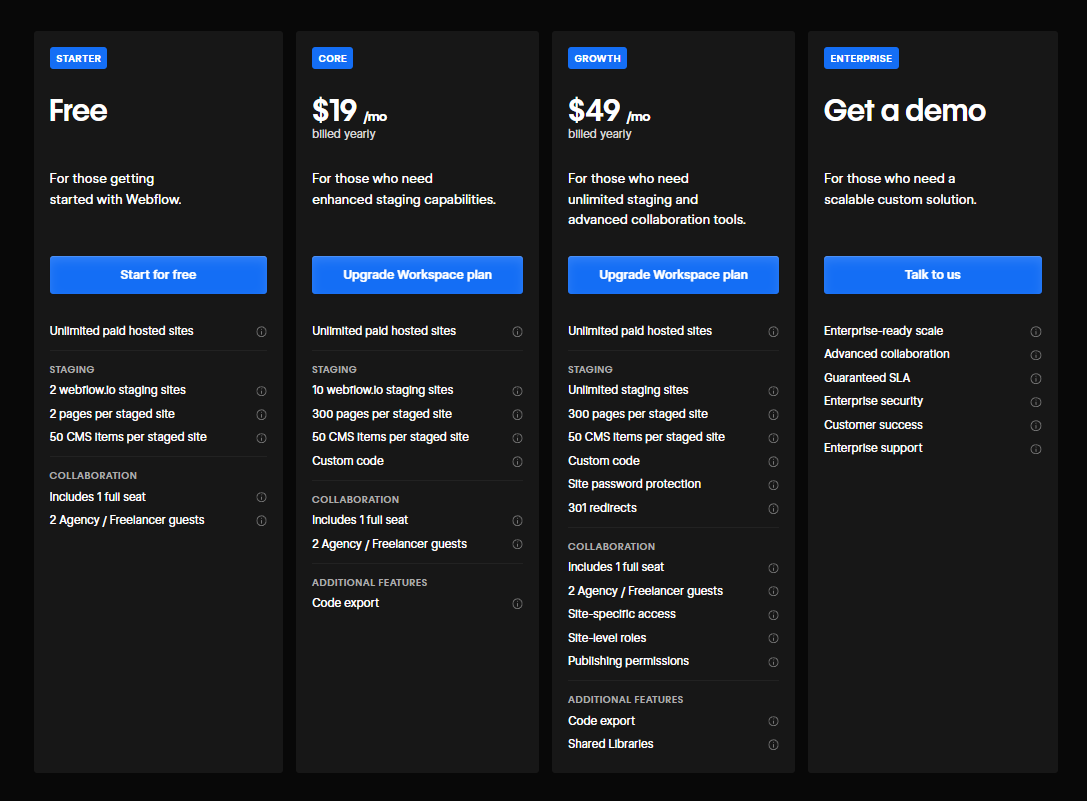 STARTER
Free
For those getting
started with Webflow.
Start for free
Unlimited paid hosted sites
STAGING
2 webflow.io staging sites
2 pages per staged site
50 CMS items per staged site
COLLABORATION
Includes 1 full seat
2 Agency / Freelancer guests
CORE
$19 /mo
billed yearly
For those who need
enhanced staging capabilities.
Upgrade Workspace plan
Unlimited paid hosted sites
STAGING
10 webflow.io staging sites
300 pages per staged site
50 CMS items per staged site
Custom code
COLLABORATION
Includes 1 full seat
2 Agency / Freelancer guests
ADDITIONAL FEATURES
Code export
GROWTH
$49 /mo
billed yearly
For those who need
unlimited staging and
advanced collaboration tools.
Upgrade Workspace plan
Unlimited paid hosted sites
STAGING
Unlimited staging sites
300 pages per staged site
50 CMS items per staged site
Custom code
Site password protection
301 redirects
COLLABORATION
Includes 1 full seat
2 Agency / Freelancer guests
Site-specific access
Site-level roles
Publishing permissions
ADDITIONAL FEATURES
Code export
Shared Libraries
ENTERPRISE
Get a demo
For those who need a
scalable custom solution.
Talk to us
Enterprise-ready scale
Advanced collaboration
Guaranteed SLA
Enterprise security
Customer success
Enterprise support